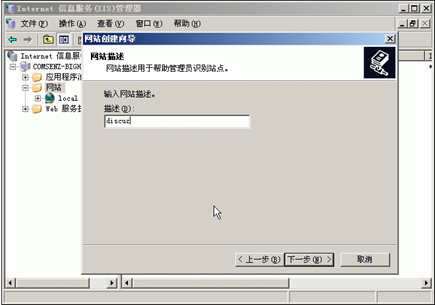 Internet 信息服务(IIS)管理器
文件(F) 操作(A) 查看(V) 窗口(W) 帮助(H)
Internet 信息服
COMSENZ-BIGH
应用程序
网站
local
Web 服务扩
网站创建向导
网站描述
网站描述用于帮助管理员识别站点。
输入网站描述。
描述(D):
discuz
< 上一步(B)
下一步(N) >
取消